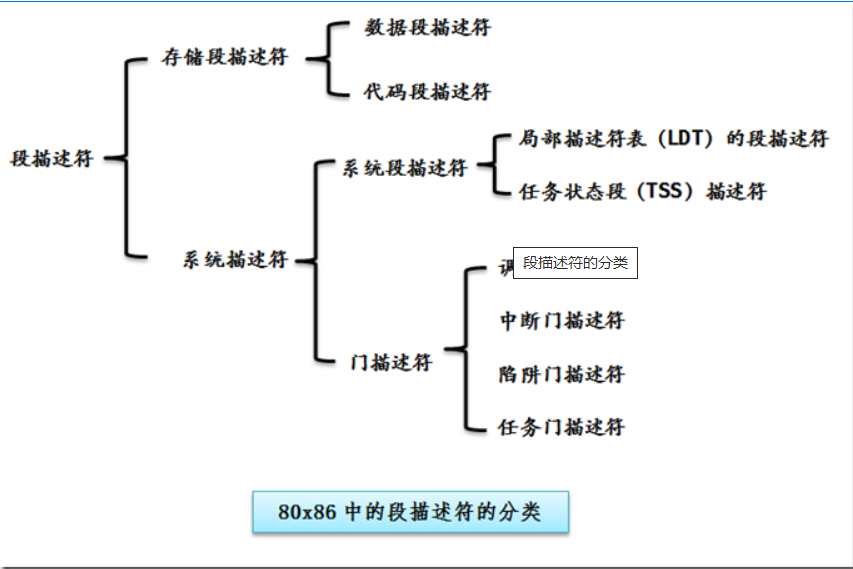 数据段描述符
存储段描述符
代码段描述符
局部描述符表（LDT）的段描述符
段描述符
系统段描述符
任务状态段（TSS）描述符
系统描述符
段描述符的分类
中断门描述符
门描述符
陷阱门描述符
任务门描述符
80x86 中的段描述符的分类